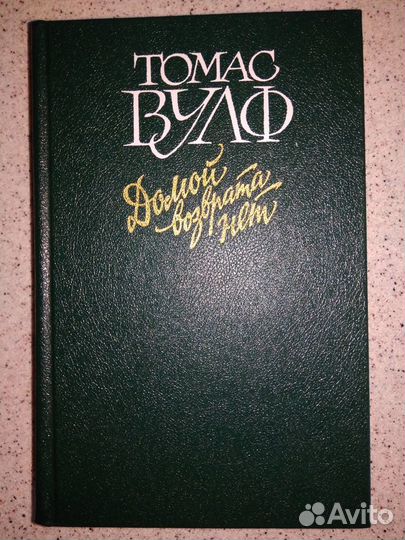 ТОМАС
ВУЛФ
Домой
возврата
нет
Avito